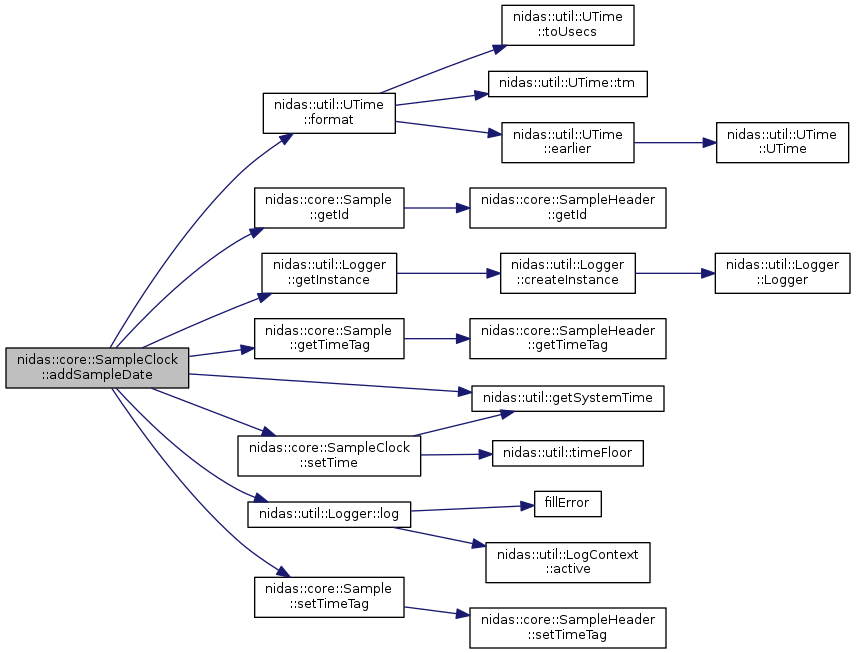 nidas::util::UTime
::toUsecs
nidas::util::UTime::tm
nidas::util::UTime
::format
nidas::util::UTime
::earlier
nidas::util::UTime
::UTime
nidas::core::Sample
::getId
nidas::core::SampleHeader
::getId
nidas::util::Logger
::getInstance
nidas::util::Logger
::createInstance
nidas::util::Logger
::Logger
nidas::core::Sample
::getTimeTag
nidas::core::SampleHeader
::getTimeTag
nidas::core::SampleClock
::addSampleDate
nidas::util::getSystemTime
nidas::core::SampleClock
::setTime
nidas::util::timeFloor
nidas::util::Logger::log
fillError
nidas::util::LogContext
::active
nidas::core::Sample
::setTimeTag
nidas::core::SampleHeader
::setTimeTag